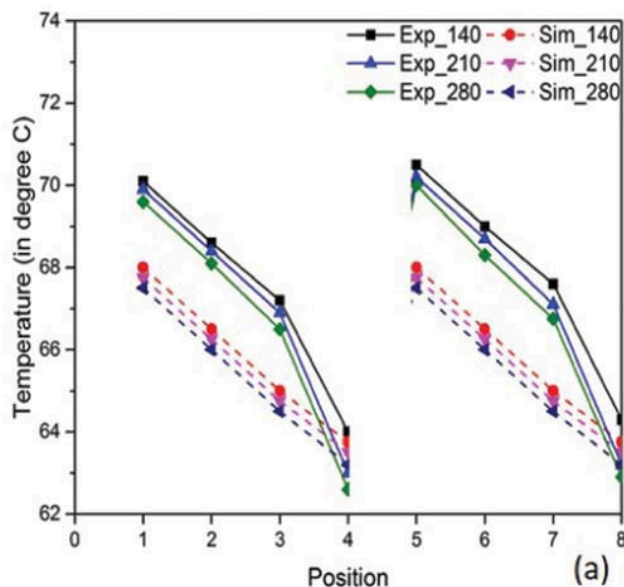 74
72
70
68
66
64
62
Temperature (in degree C)
Exp_140 Sim_140
Exp_210 Sim_210
Exp_280 Sim_280
0 1 2 3 4 5 6 7 8
Position
(a)